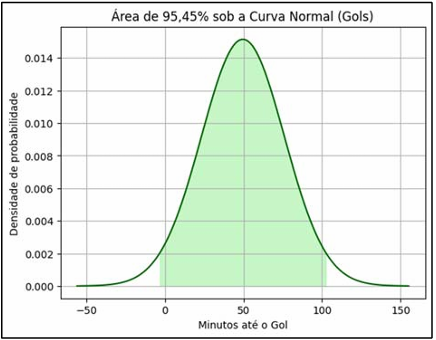 Área de 95,45% sob a Curva Normal (Gols)
Densidade de probabilidade
0.014
0.012
0.010
0.008
0.006
0.004
0.002
0.000
−50 0 50 100 150
Minutos até o Gol